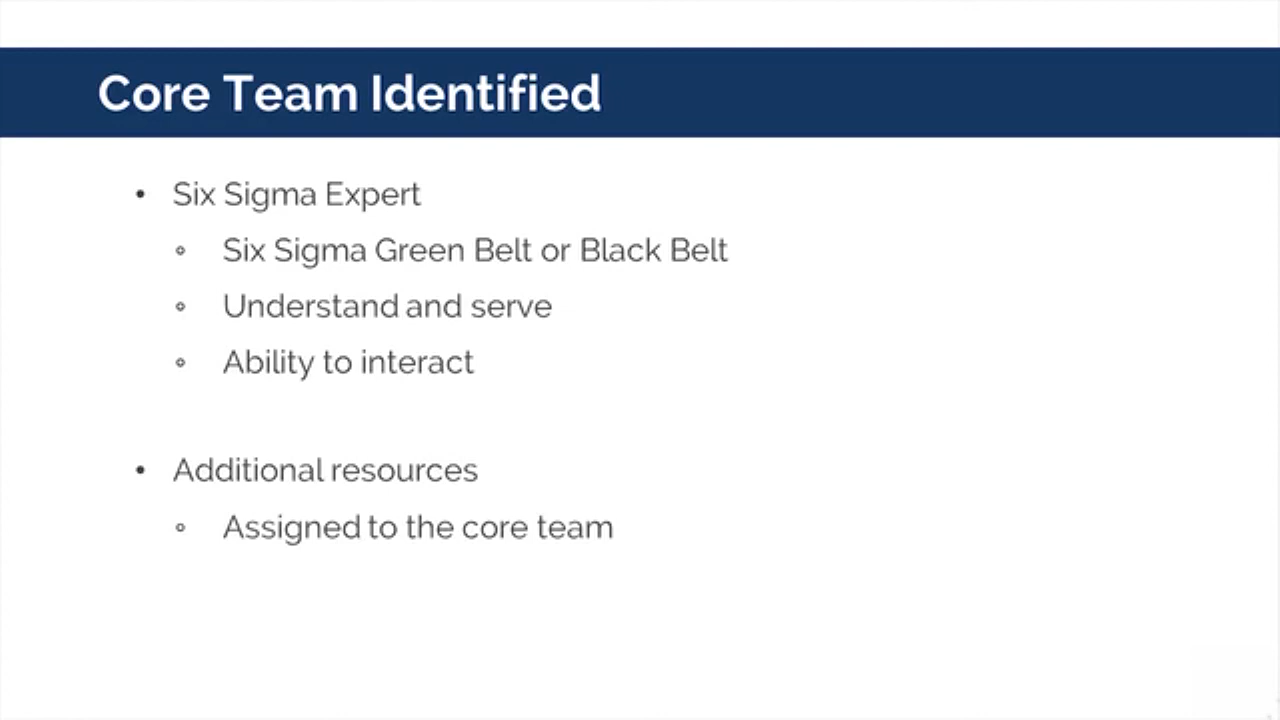 Core Team Identified
• Six Sigma Expert
∘ Six Sigma Green Belt or Black Belt
∘ Understand and serve
∘ Ability to interact
• Additional resources
∘ Assigned to the core team